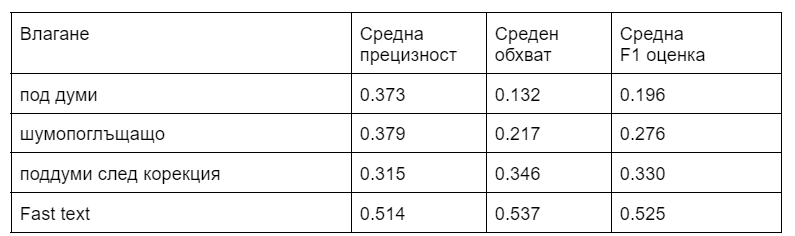 Влагане Средна прецизност Среден обхват Средна F1 оценка
под думи 0.373 0.132 0.196
шумопоглъщащо 0.379 0.217 0.276
поддуми след корекция 0.315 0.346 0.330
Fast text 0.514 0.537 0.525